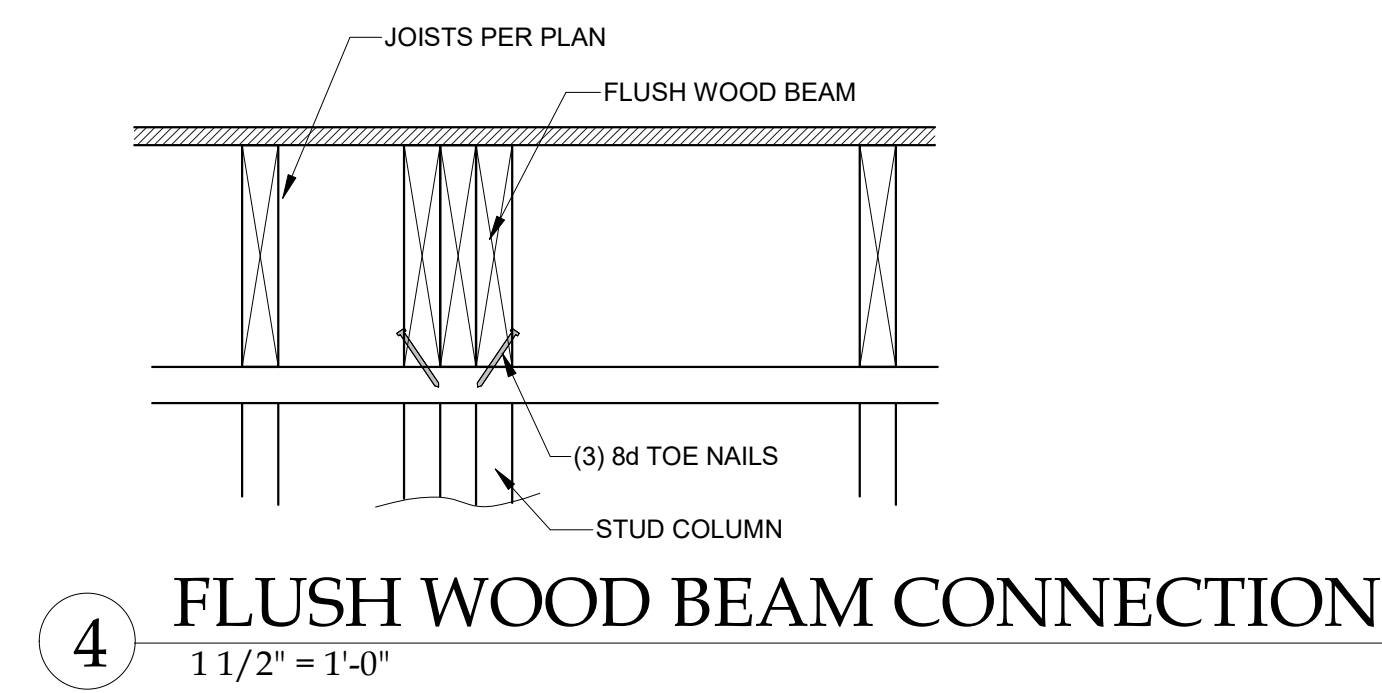 JOISTS PER PLAN
FLUSH WOOD BEAM
(3) 8d TOE NAILS
STUD COLUMN
4
FLUSH WOOD BEAM CONNECTION
1 1/2" = 1'-0"